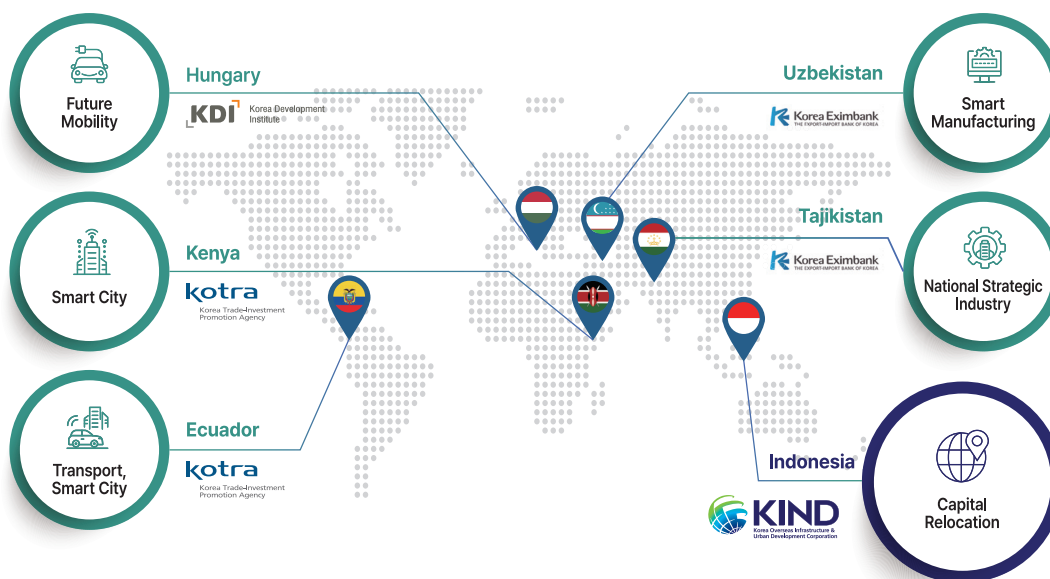 Future
Mobility
Hungary
KDI
Korea Development
Institute
Uzbekistan
Korea Eximbank
THE EXPORT-IMPORT BANK OF KOREA
Smart
Manufacturing
Smart City
Kenya
kotra
Korea Trade-Investment
Promotion Agency
Tajikistan
Korea Eximbank
THE EXPORT-IMPORT BANK OF KOREA
National Strategic
Industry
Transport,
Smart City
Ecuador
kotra
Korea Trade-Investment
Promotion Agency
Indonesia
KIND
Korea Overseas Infrastructure &
Urban Development Corporation
Capital
Relocation